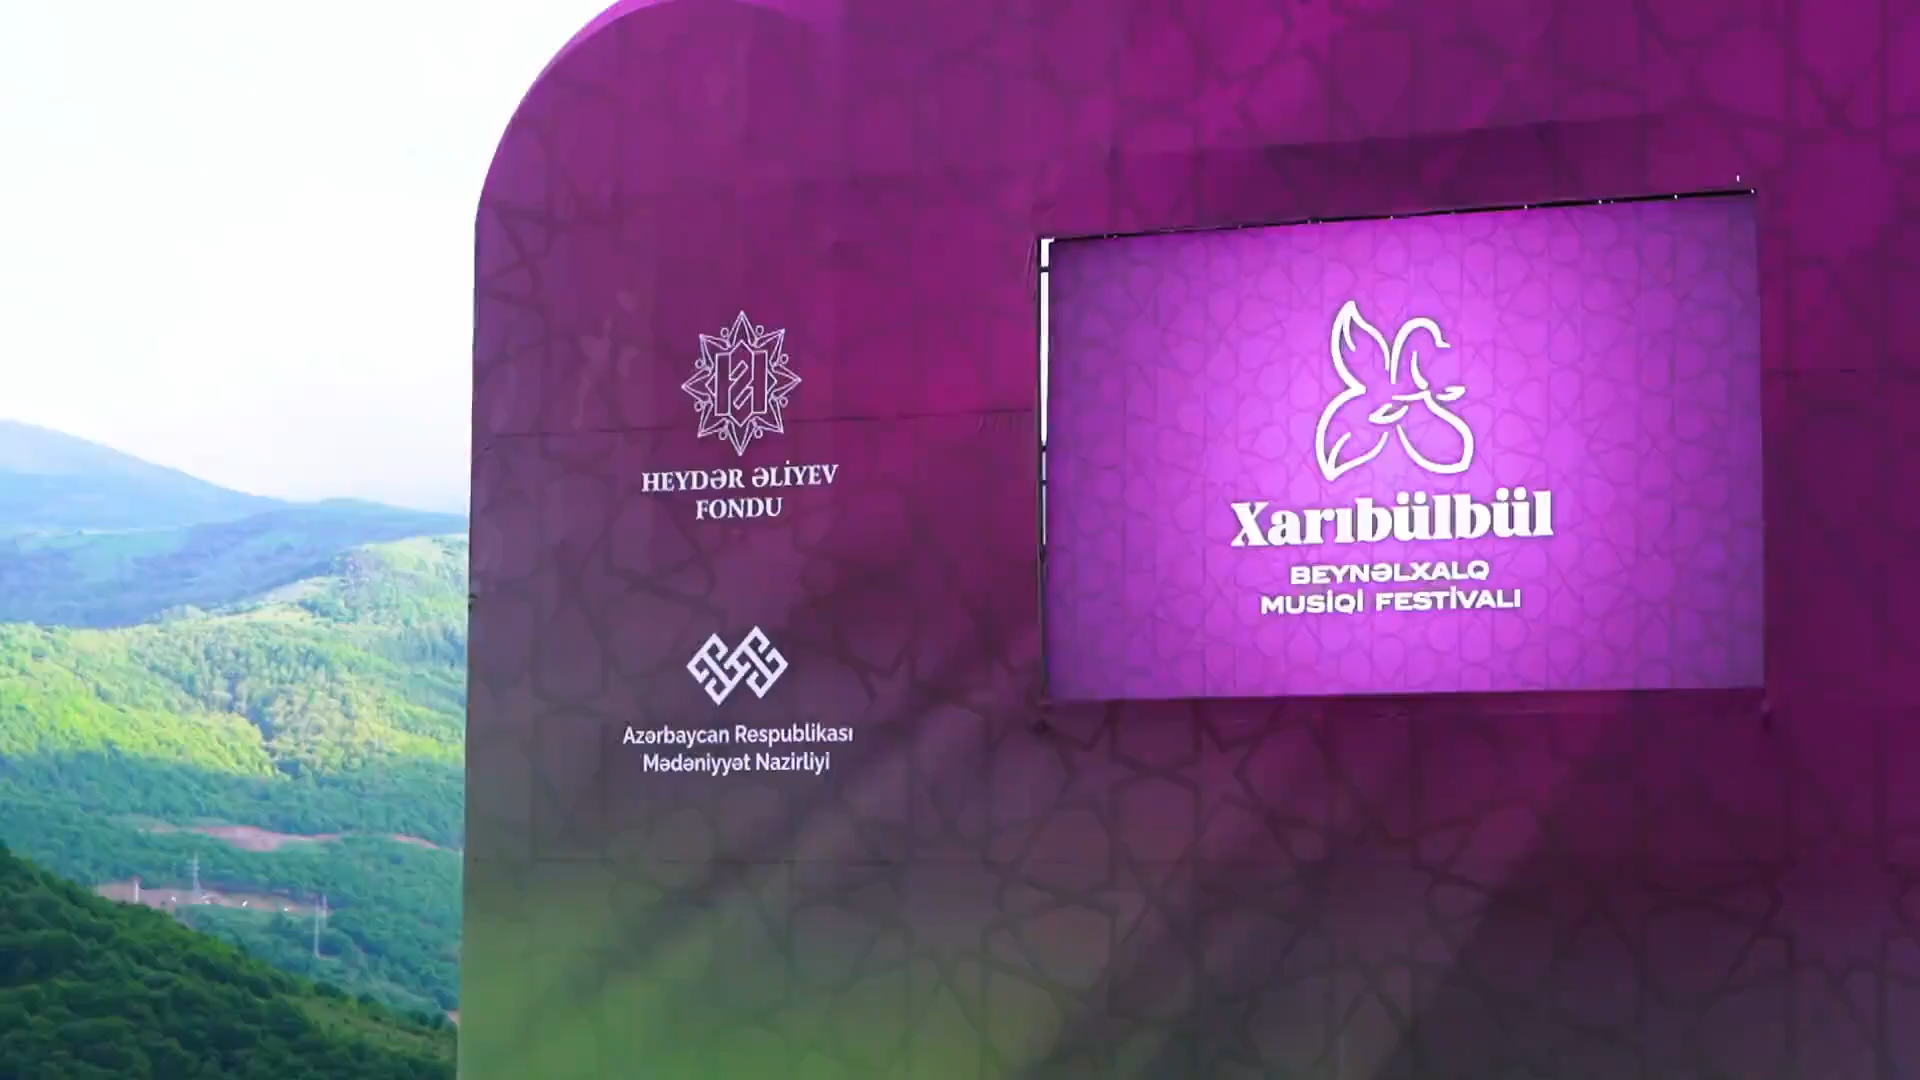 HEYDƏR ƏLİYEV
FONDU
Azərbaycan Respublikası
Mədəniyyət Nazirliyi
Xarıbülbül
BEYNƏLXALQ
MUSİQİ FESTİVALI